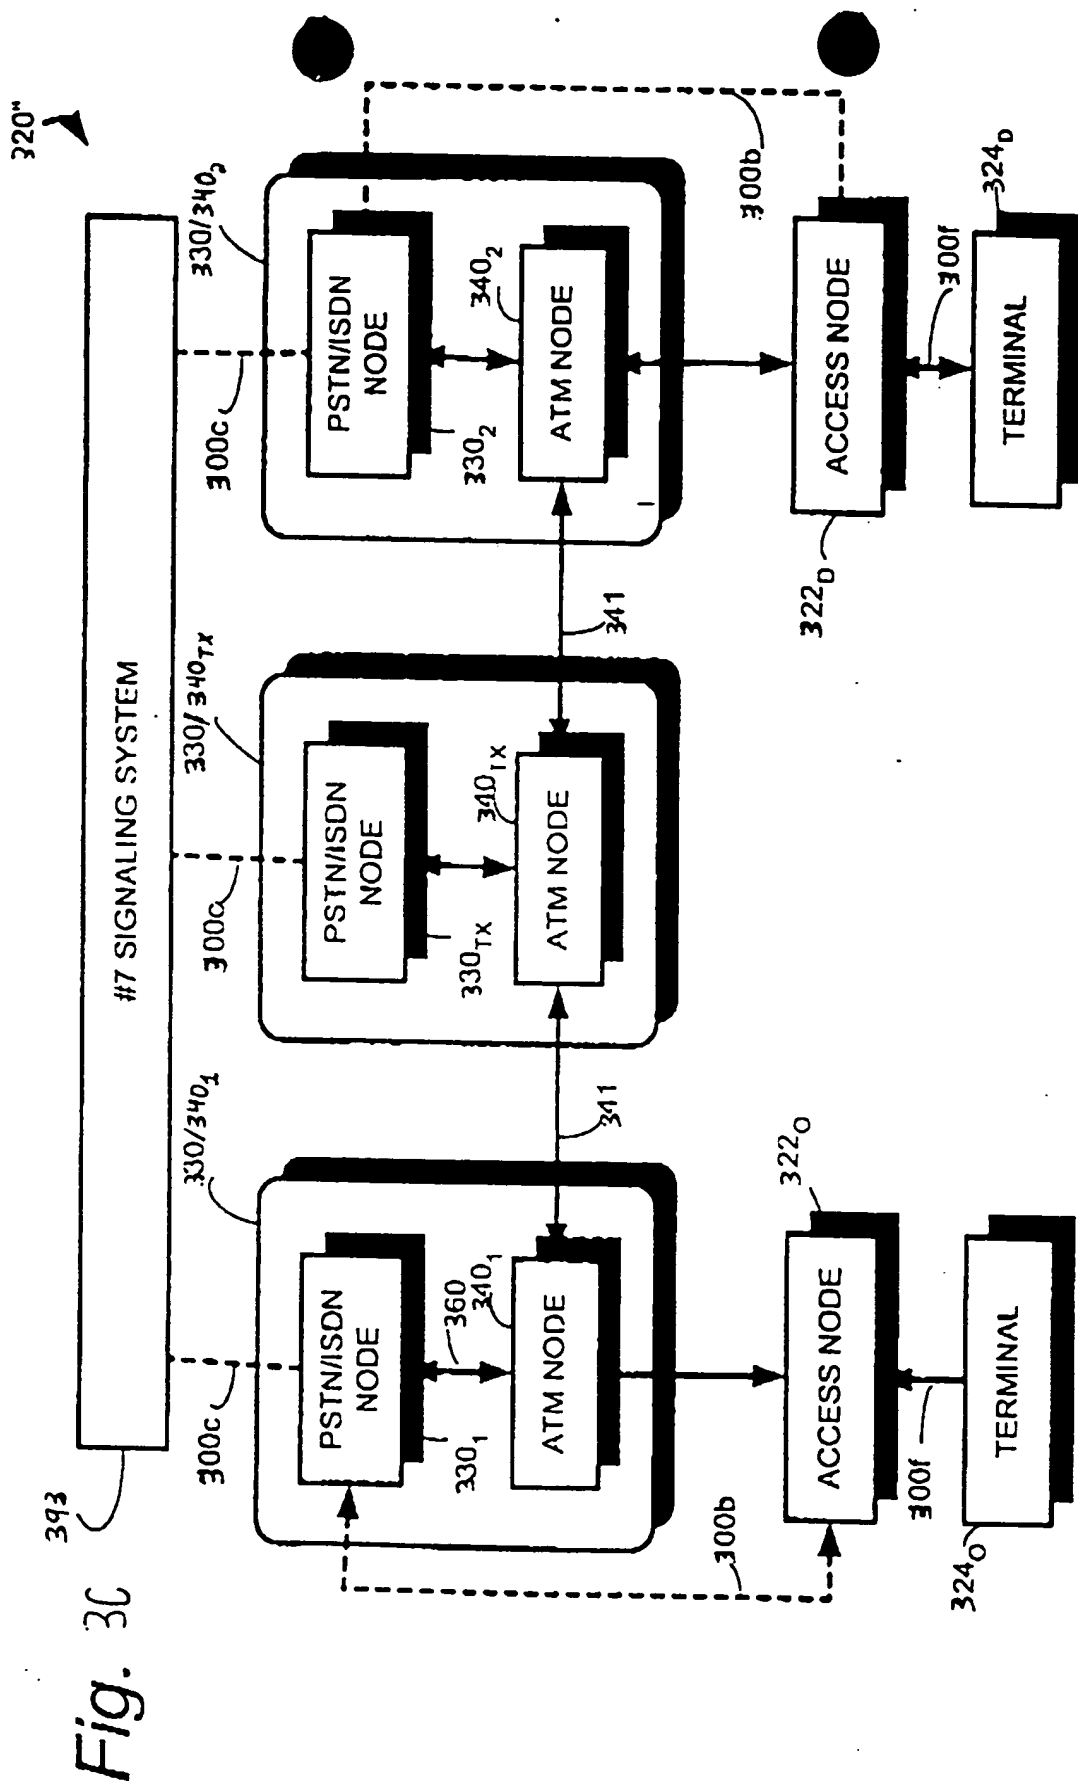 320"
393
#7 SIGNALING SYSTEM
300c
300a
300c
330/340₁
330/340TX
330/340₂
PSTN/ISDN
NODE
PSTN/ISDN
NODE
PSTN/ISDN
NODE
330₁
360
330TX
330₂
340₁
340TX
340₂
ATM NODE
ATM NODE
ATM NODE
341
341
300b
300b
322O
322D
ACCESS NODE
ACCESS NODE
300f
300f
324O
324D
TERMINAL
TERMINAL
Fig. 3C